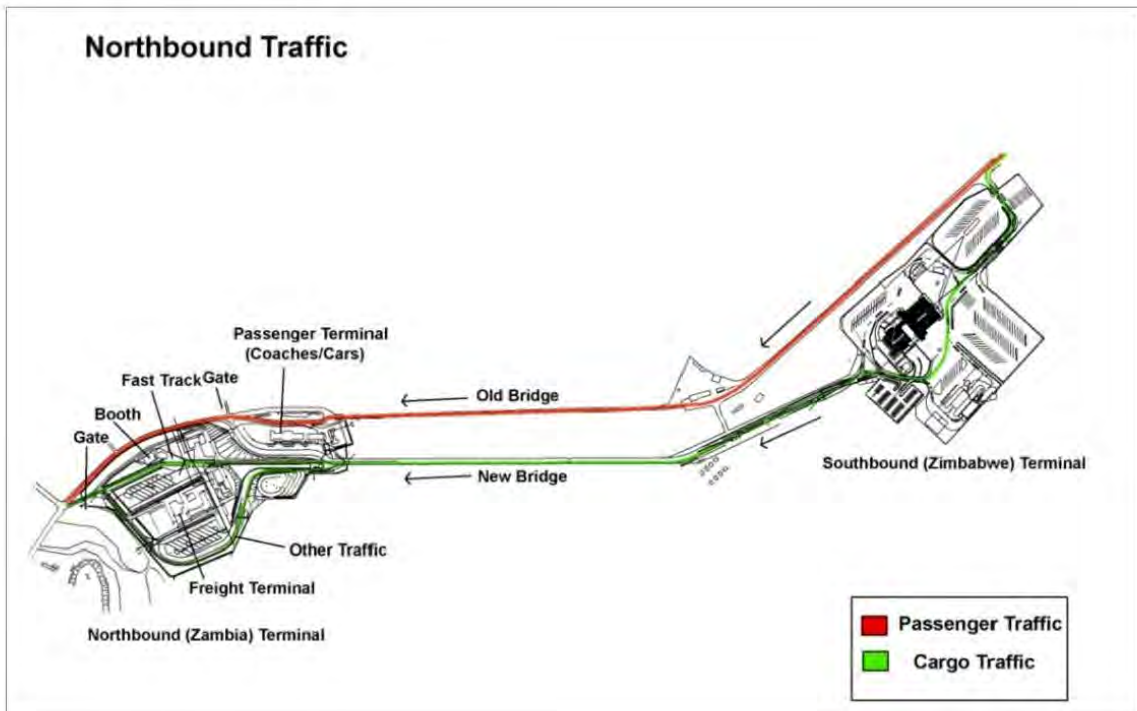 Northbound Traffic
Passenger Terminal
(Coaches/Cars)
Fast Track
Gate
Booth
Gate
Old Bridge
New Bridge
Southbound (Zimbabwe) Terminal
Other Traffic
Freight Terminal
Northbound (Zambia) Terminal
Passenger Traffic
Cargo Traffic